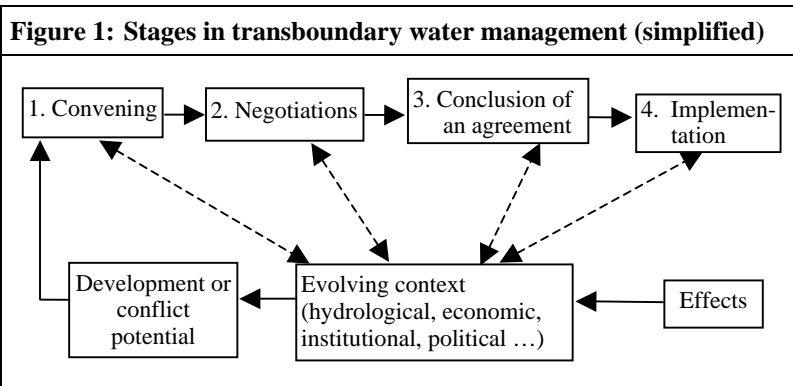 Figure 1: Stages in transboundary water management (simplified)
1. Convening
2. Negotiations
3. Conclusion of
an agreement
4. Implemen-
tation
Development or
conflict
potential
Evolving context
(hydrological, economic,
institutional, political …)
Effects